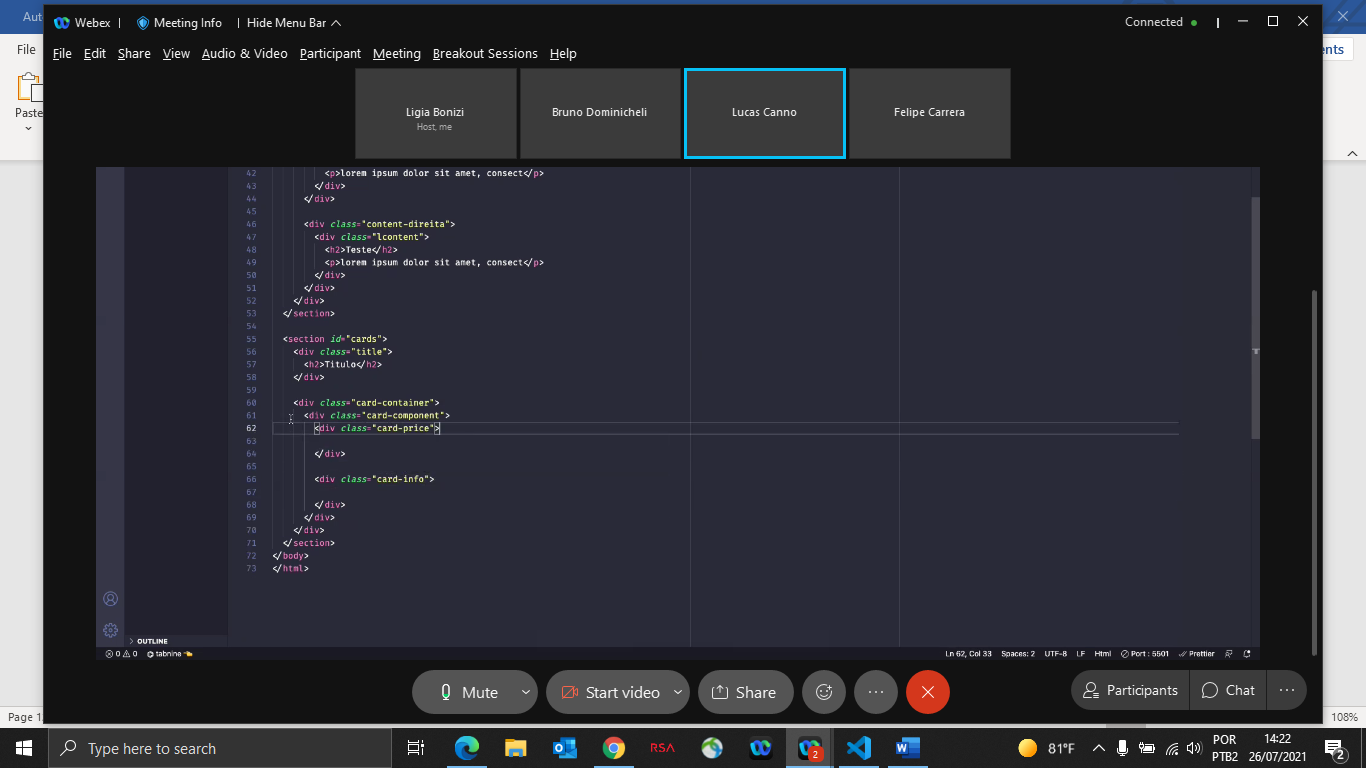 Aut
Webex | Meeting Info | Hide Menu Bar
Connected
File
File Edit Share View Audio & Video Participant Meeting Breakout Sessions Help
ents
Paste
Ligia Bonizi
Host, me
Bruno Dominicheli
Lucas Canno
Felipe Carrera
42 <p>lorem ipsum dolor sit amet, consect</p>
43 </div>
44 </div>
45
46 <div class="content-direita">
47 <div class="lcontent">
48 <h2>Teste</h2>
49 <p>lorem ipsum dolor sit amet, consect</p>
50 </div>
51 </div>
52 </div>
53 </section>
54
55 <section id="cards">
56 <div class="title">
57 <h2>Titulo</h2>
58 </div>
59
60 <div class="card-container">
61 <div class="card-component">
62 <div class="card-price">
63
64 </div>
65
66 <div class="card-info">
67
68 </div>
69 </div>
70 </div>
71 </section>
72 </body>
73 </html>
OUTLINE
0 0 tabnine
Ln 62, Col 33 Spaces: 2 UTF-8 LF Html Port : 5501 Prettier
Mute
Start video
Share
Participants
Chat
Page 1
108%
Type here to search
RSA
2
81°F
POR
PTB2
14:22
26/07/2021
2